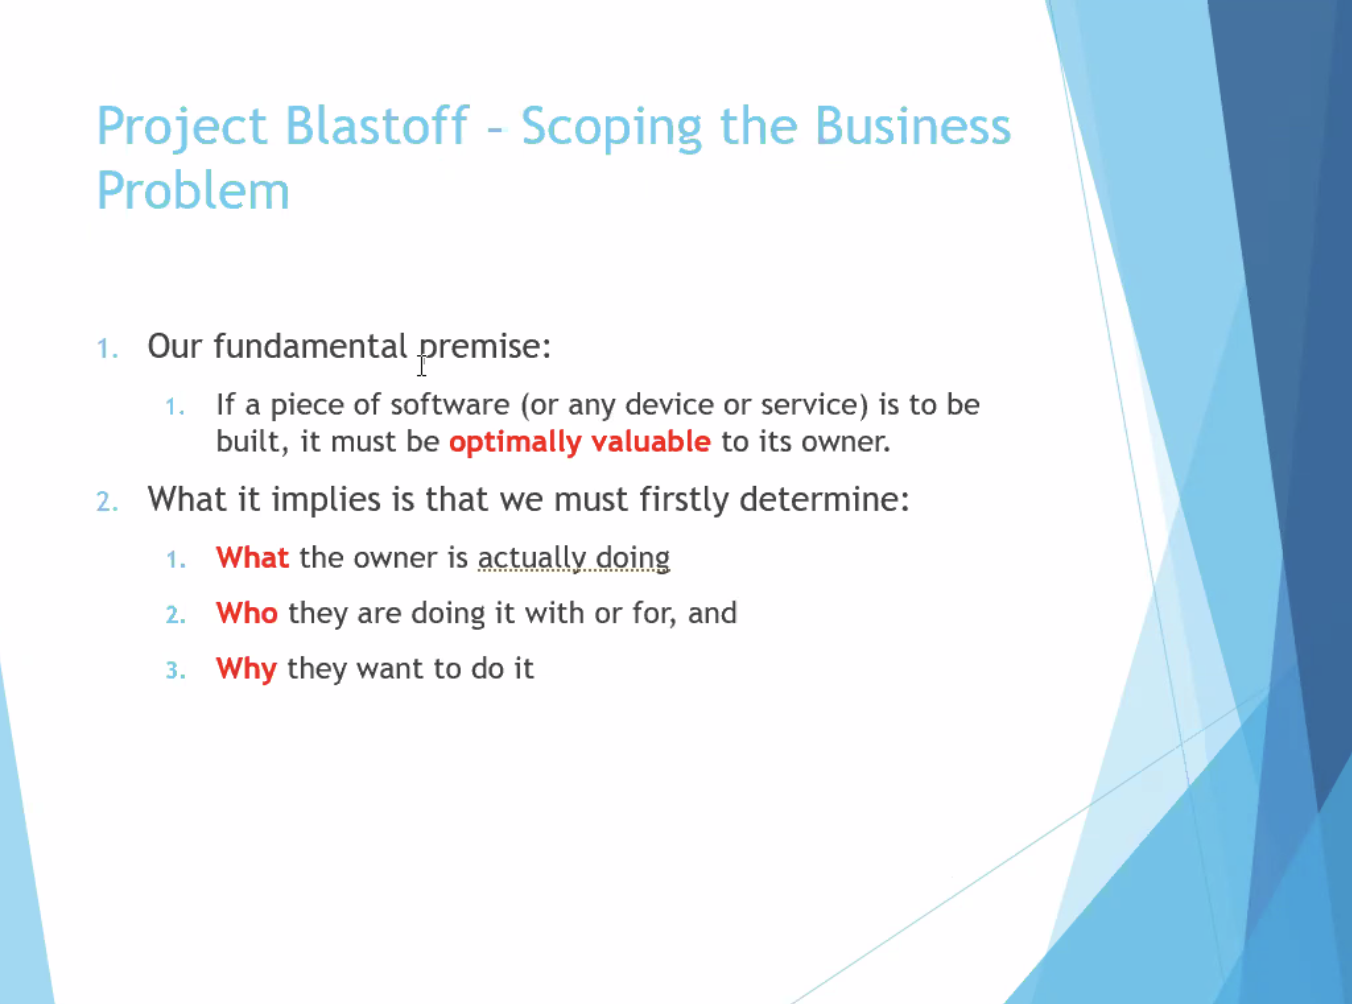 Project Blastoff - Scoping the Business
Problem
1. Our fundamental premise:
1. If a piece of software (or any device or service) is to be
built, it must be optimally valuable to its owner.
2. What it implies is that we must firstly determine:
1. What the owner is actually doing
2. Who they are doing it with or for, and
3. Why they want to do it